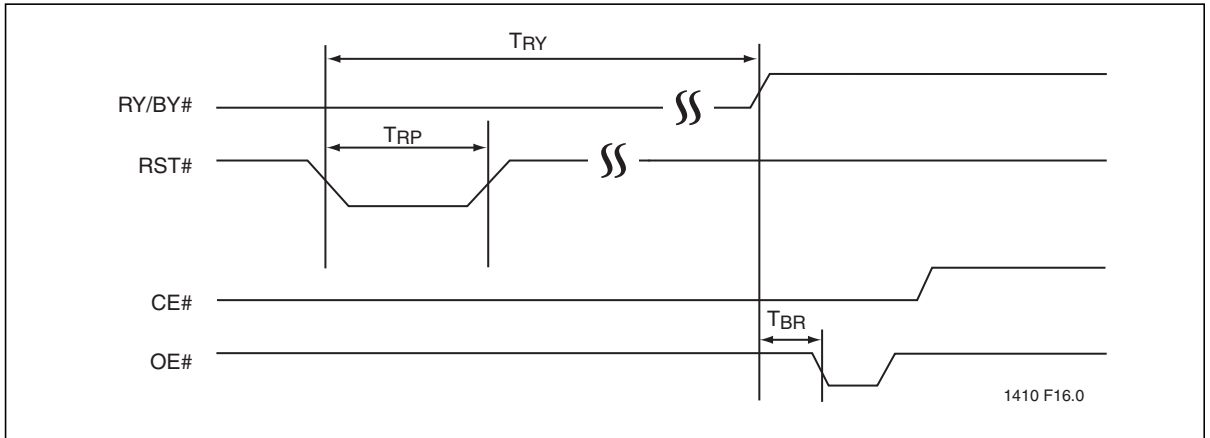 TRY
RY/BY#
TRP
RST#
CE#
TBR
OE#
1410 F16.0